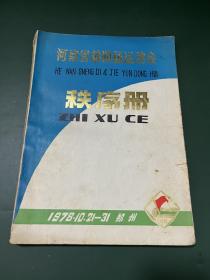 河南省第四届运动会
HE NAN SHENG DI 4 JIE YUN DONG HUI
秩序册
ZHI XU CE
1978·10.21—31 郑州